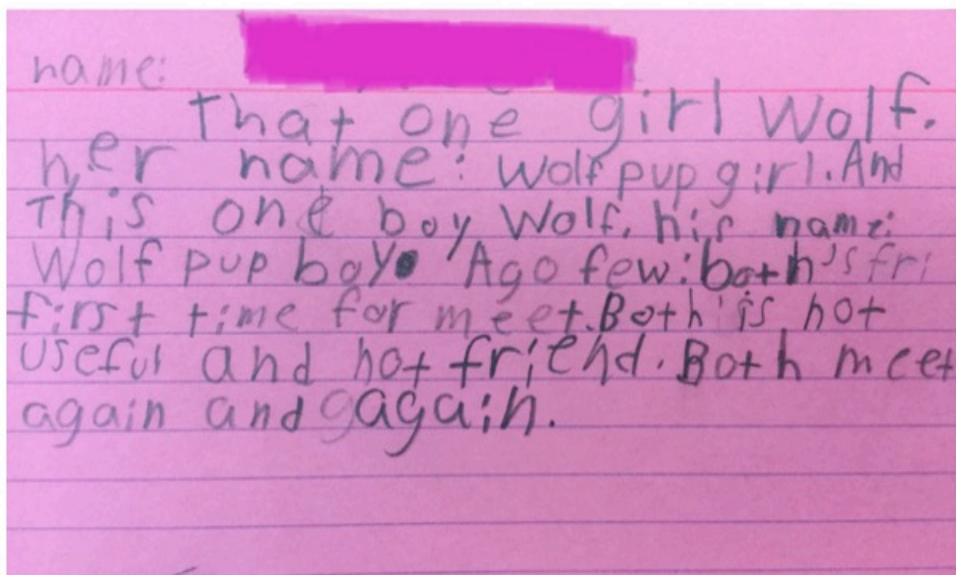 name:
That one girl Wolf.
her name: Wolf pup girl. And
This one boy Wolf. his name:
Wolf pup boy. Ago few: both's fri
first time for meet. Both is not
useful and not friend. Both meet
again and gagain.